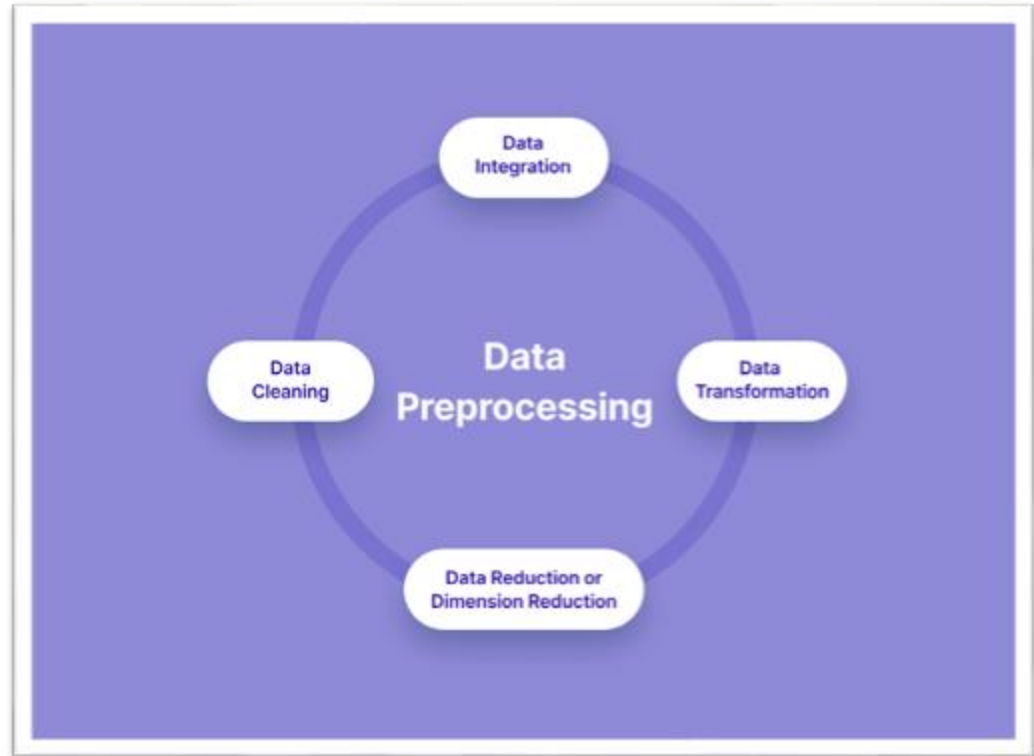 Data
Integration
Data
Cleaning
Data
Preprocessing
Data
Transformation
Data Reduction or
Dimension Reduction